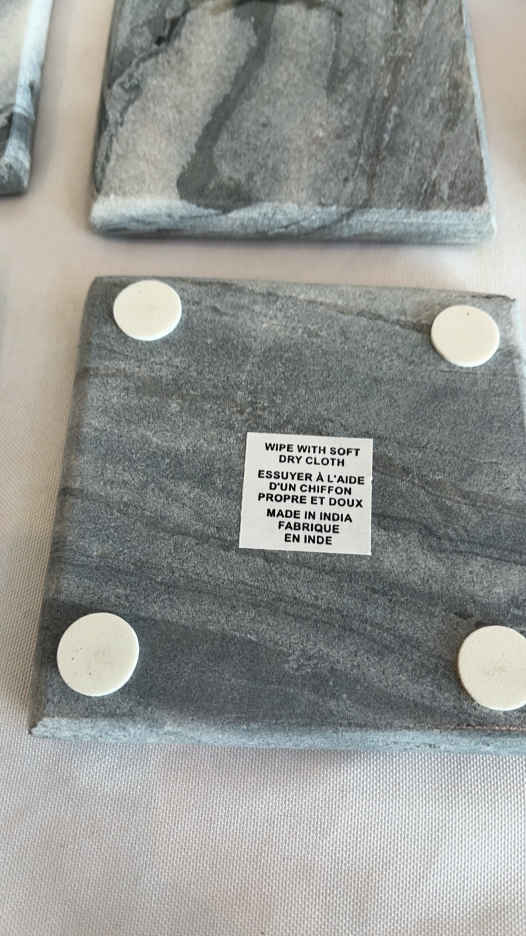 WIPE WITH SOFT
DRY CLOTH
ESSUYER À L'AIDE
D'UN CHIFFON
PROPRE ET DOUX
MADE IN INDIA
FABRIQUE
EN INDE